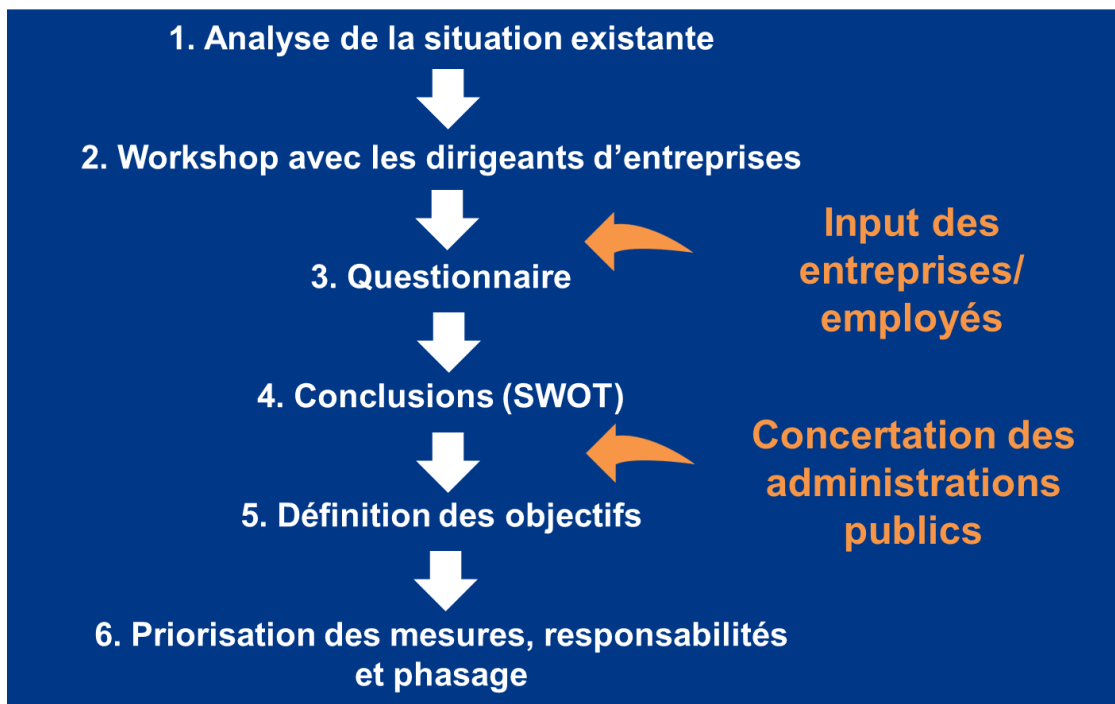 1. Analyse de la situation existante
2. Workshop avec les dirigeants d’entreprises
Input des
entreprises/
employés
3. Questionnaire
4. Conclusions (SWOT)
Concertation des
administrations
publics
5. Définition des objectifs
6. Priorisation des mesures, responsabilités
et phasage